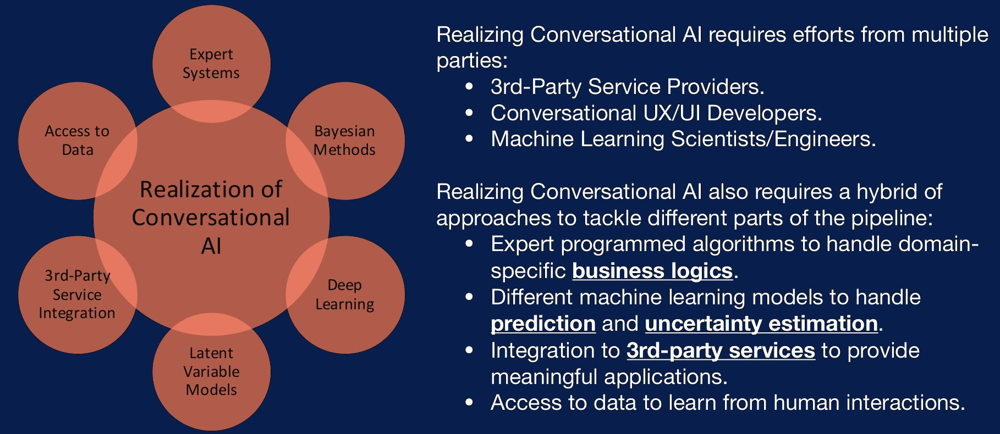 Expert
Systems
Access to
Data
Bayesian
Methods
Realization of
Conversational
AI
3rd-Party
Service
Integration
Deep
Learning
Latent
Variable
Models
Realizing Conversational AI requires efforts from multiple
parties:
• 3rd-Party Service Providers.
• Conversational UX/UI Developers.
• Machine Learning Scientists/Engineers.
Realizing Conversational AI also requires a hybrid of
approaches to tackle different parts of the pipeline:
• Expert programmed algorithms to handle domain-
specific business logics.
• Different machine learning models to handle
prediction and uncertainty estimation.
• Integration to 3rd-party services to provide
meaningful applications.
• Access to data to learn from human interactions.